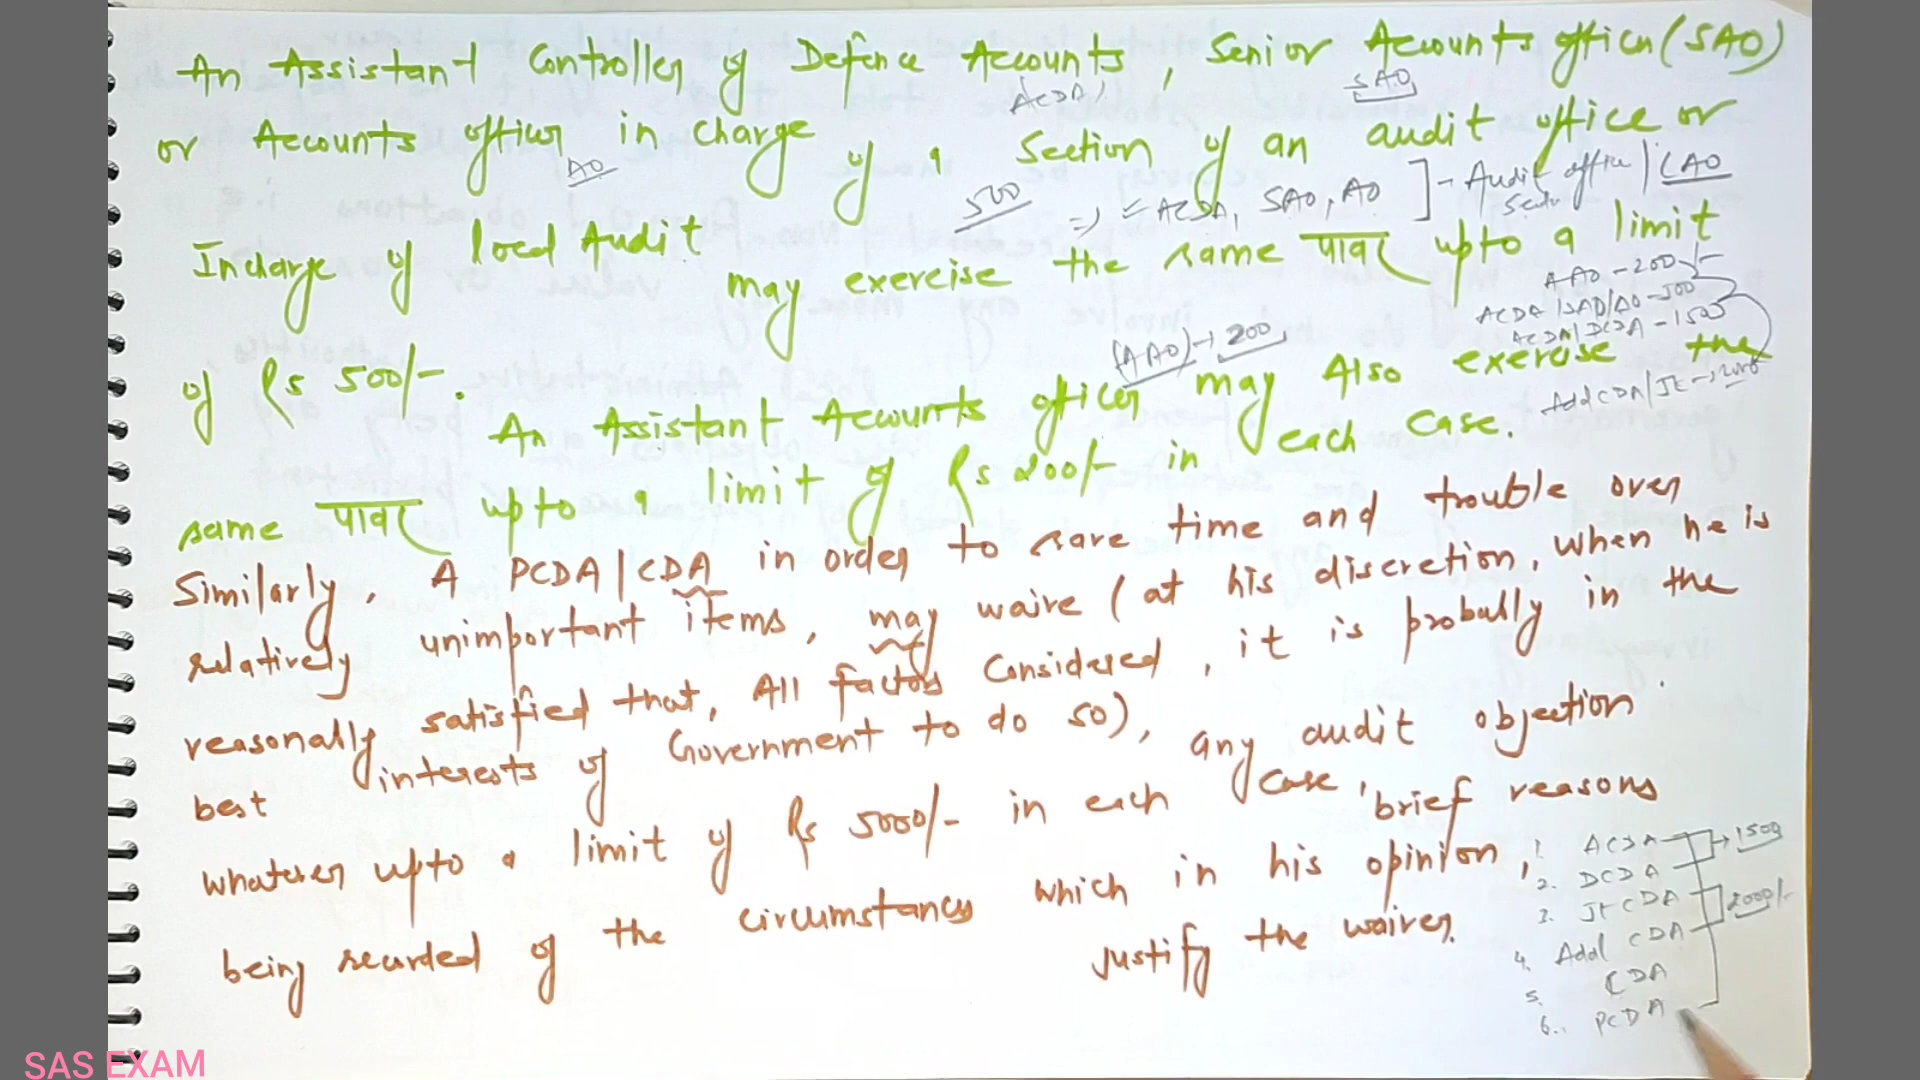 An Assistant Controller of Defence Accounts, Senior Accounts officer (SAO)
ACDA,
SAO
or Accounts officer in charge of a section of an audit office or
AO
500
=> ACDA, SAO, AO ] - Audit office | LAO
Incharge of local Audit may exercise the same पावर upto a limit
AAO - 200/-
ACDA/SAO/AO - 500
ACDA/DCDA - 1500
AddCDA/Jt -> 2000
of Rs 500/-.
(AAO) -> 200
An Assistant Accounts officer may Also exercise the
same पावर upto a limit of Rs 200/- in each case.
Similarly, A PCDA/CDA in order to save time and trouble over
relatively unimportant items, may waive (at his discretion, when he is
reasonally satisfied that, All factors Considered, it is probally in the
best interests of Government to do so), any audit objection
whatever upto a limit of Rs 5000/- in each case, brief reasons
being recorded of the circumstances which in his opinion,
justify the waiver.
1. ACDA
2. DCDA -> 1500
3. Jt CDA
4. Addl CDA 2000/-
5. CDA
6. PCDA
SAS EXAM